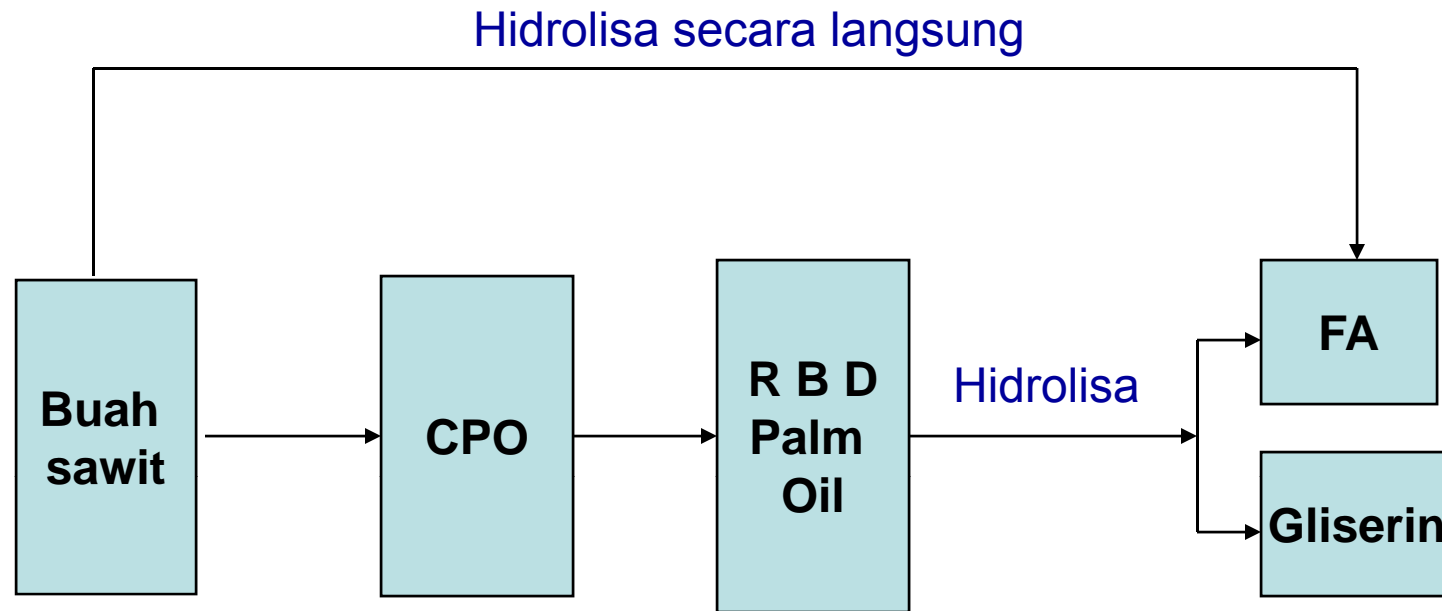 Hidrolisa secara langsung
Buah
sawit
CPO
R B D
Palm
Oil
Hidrolisa
FA
Gliserin